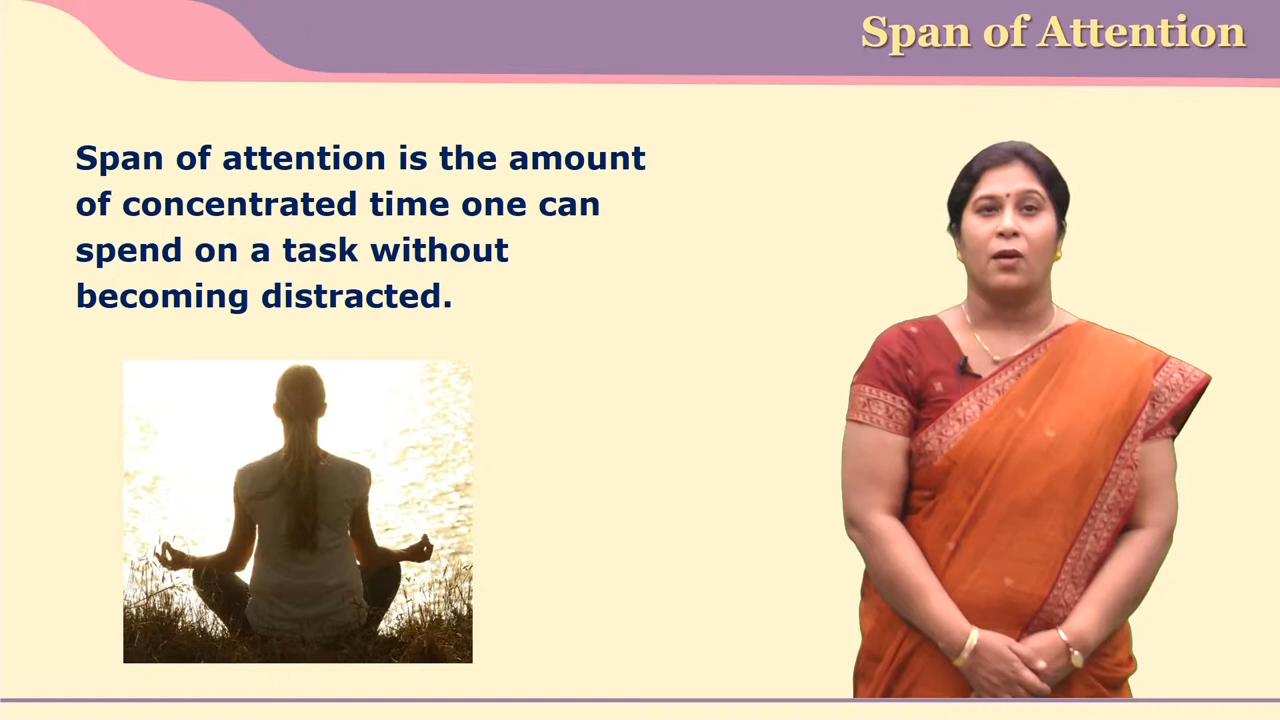 Span of Attention
Span of attention is the amount
of concentrated time one can
spend on a task without
becoming distracted.